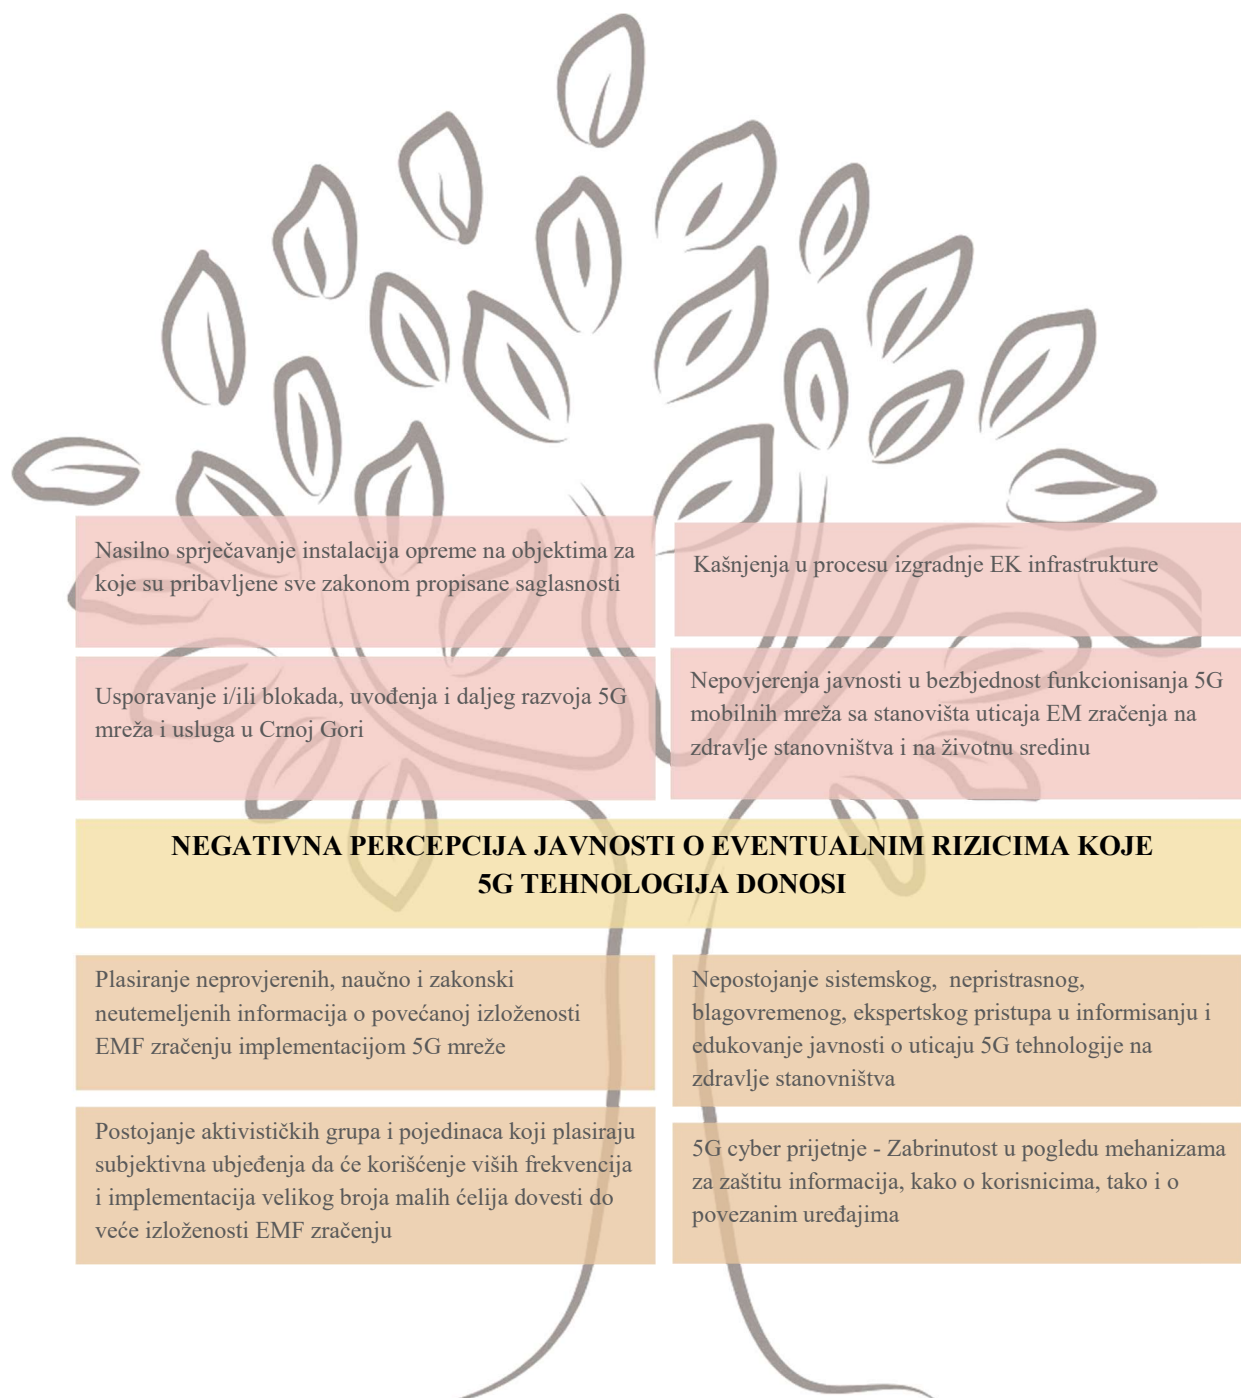 Nasilno sprječavanje instalacija opreme na objektima za
koje su pribavljene sve zakonom propisane saglasnosti
Kašnjenja u procesu izgradnje EK infrastrukture
Usporavanje i/ili blokada, uvođenja i daljeg razvoja 5G
mreža i usluga u Crnoj Gori
Nepovjerenja javnosti u bezbjednost funkcionisanja 5G
mobilnih mreža sa stanovišta uticaja EM zračenja na
zdravlje stanovništva i na životnu sredinu
NEGATIVNA PERCEPCIJA JAVNOSTI O EVENTUALNIM RIZICIMA KOJE
5G TEHNOLOGIJA DONOSI
Plasiranje neprovjerenih, naučno i zakonski
neutemeljenih informacija o povećanoj izloženosti
EMF zračenju implementacijom 5G mreže
Nepostojanje sistemskog, nepristrasnog,
blagovremenog, ekspertskog pristupa u informisanju i
edukovanje javnosti o uticaju 5G tehnologije na
zdravlje stanovništva
Postojanje aktivističkih grupa i pojedinaca koji plasiraju
subjektivna ubjeđenja da će korišćenje viših frekvencija
i implementacija velikog broja malih ćelija dovesti do
veće izloženosti EMF zračenju
5G cyber prijetnje - Zabrinutost u pogledu mehanizama
za zaštitu informacija, kako o korisnicima, tako i o
povezanim uređajima